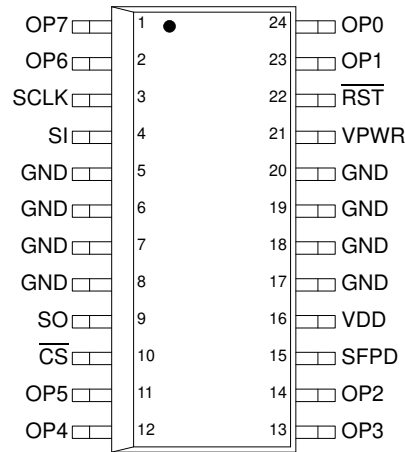 OP7 1 24 OP0
OP6 2 23 OP1
SCLK 3 22 R̅S̅T̅
SI 4 21 VPWR
GND 5 20 GND
GND 6 19 GND
GND 7 18 GND
GND 8 17 GND
SO 9 16 VDD
C̅S̅ 10 15 SFPD
OP5 11 14 OP2
OP4 12 13 OP3